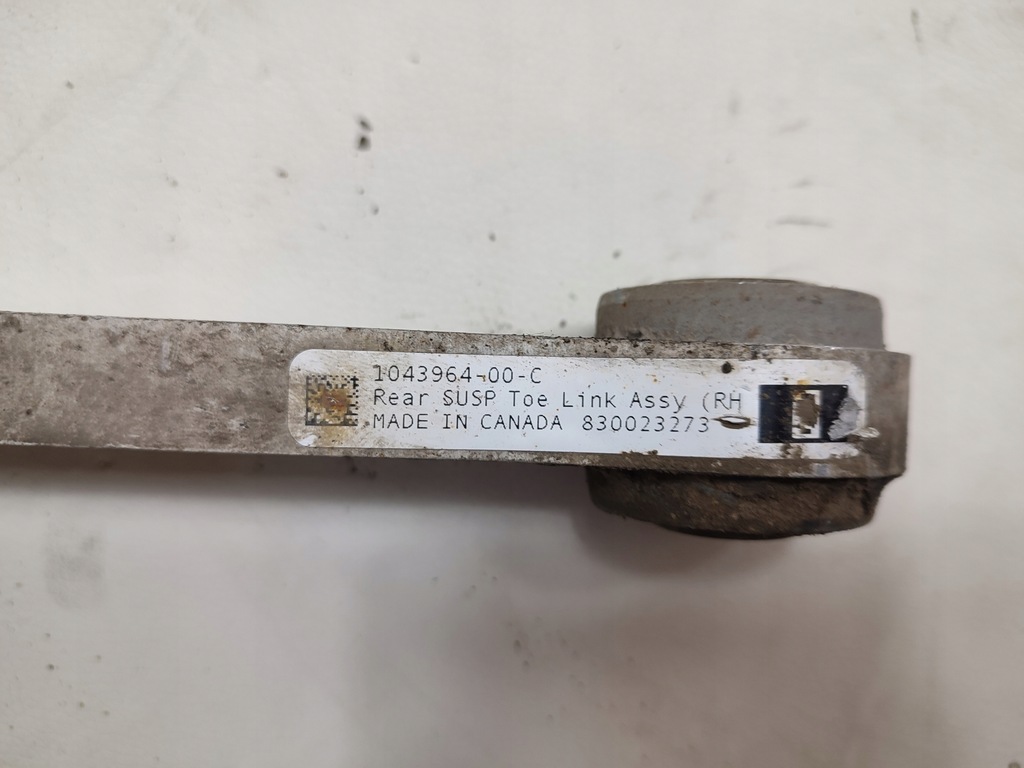 1043964-00-C
Rear SUSP Toe Link Assy (RH
MADE IN CANADA 830023273